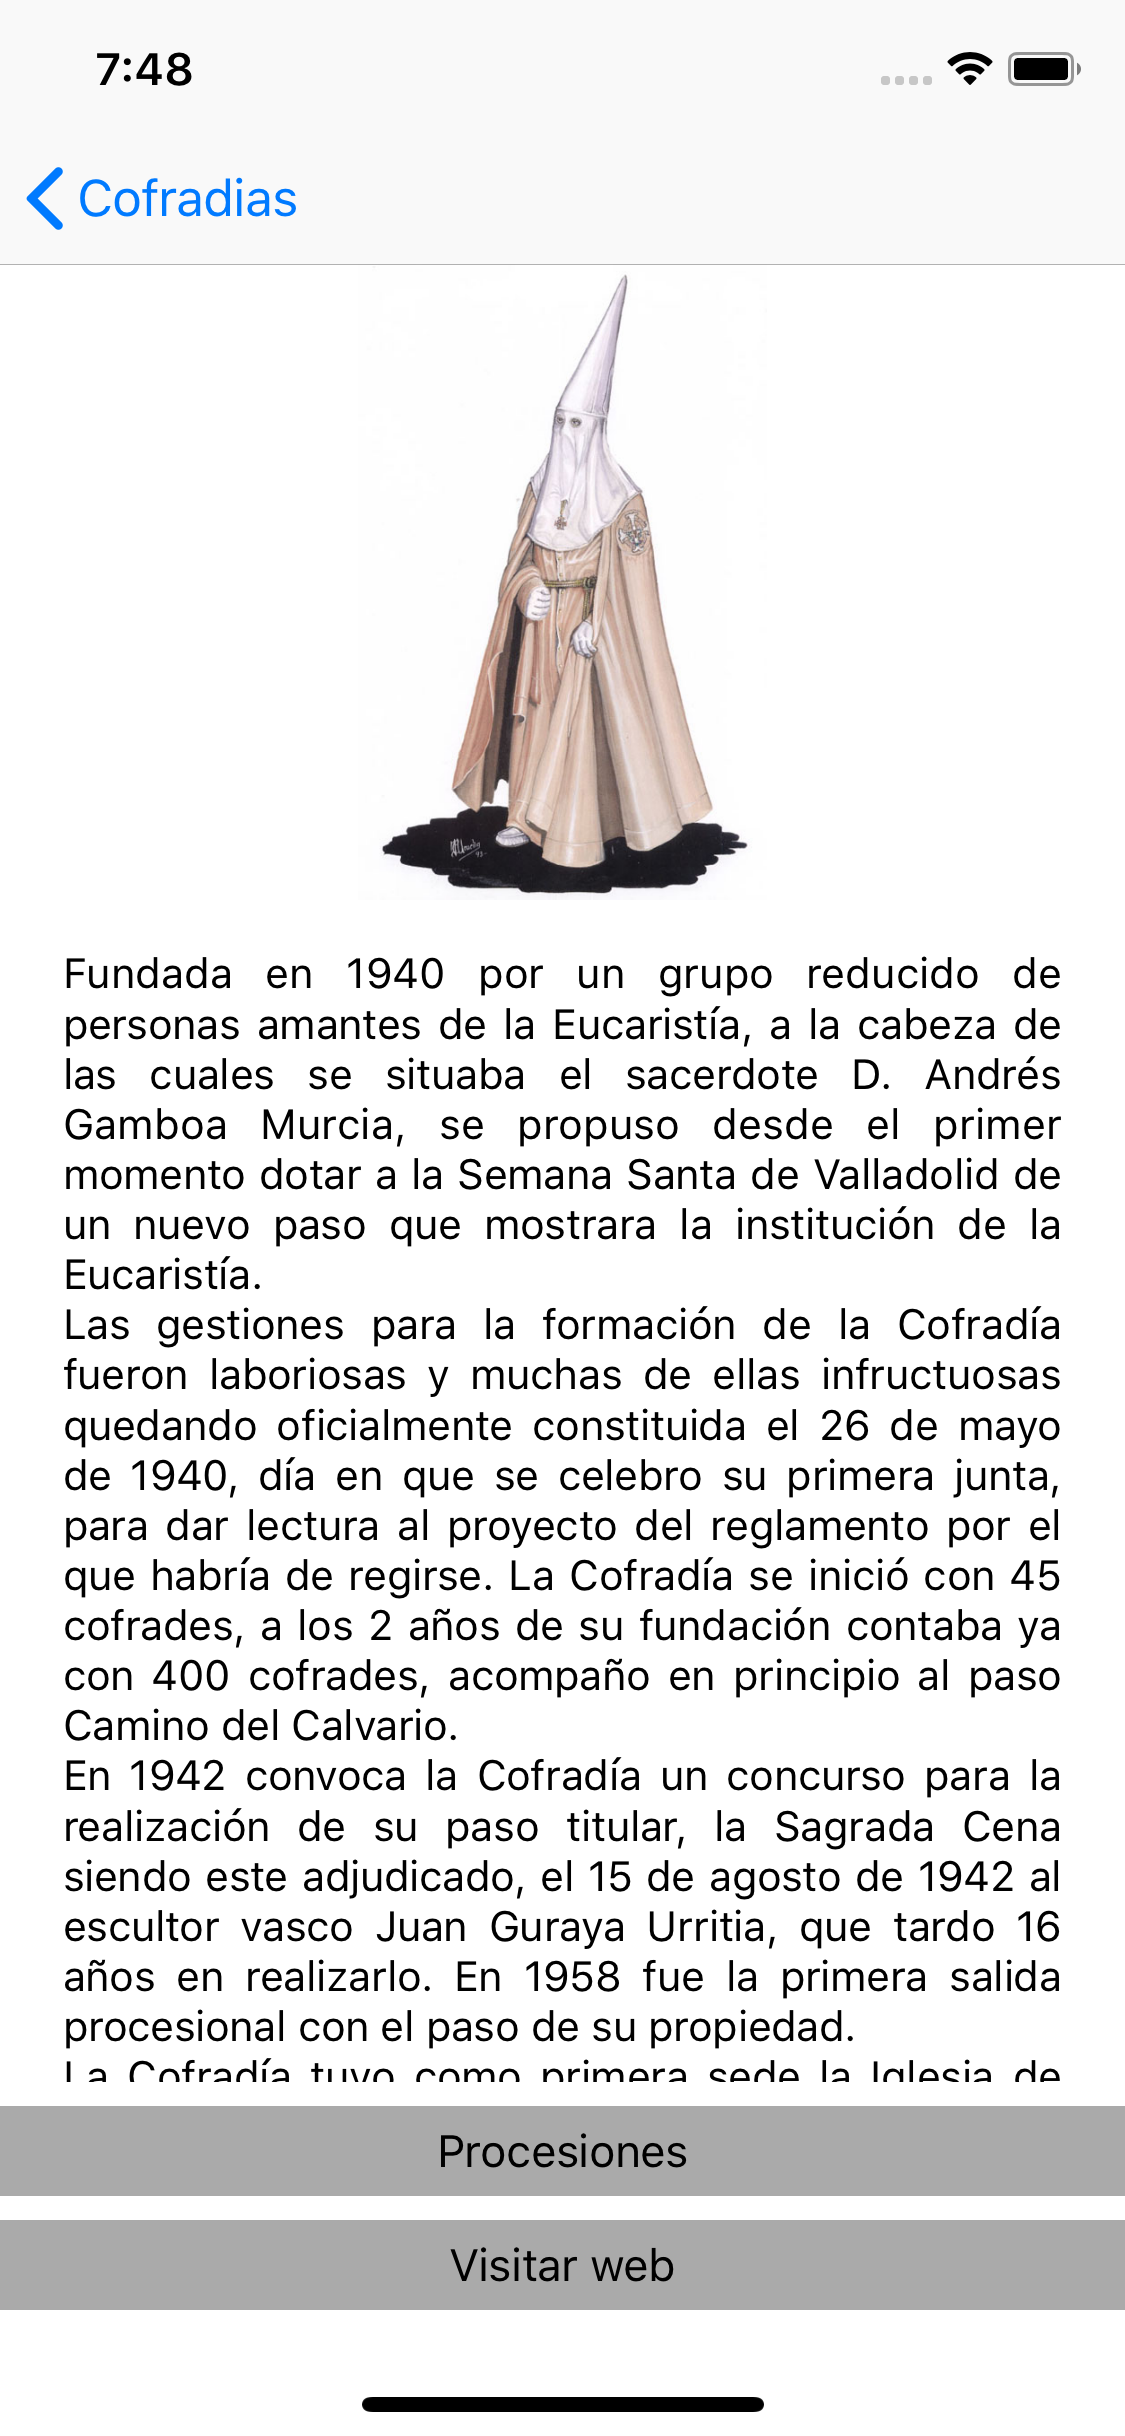 7:48
Cofradias
Fundada en 1940 por un grupo reducido de
personas amantes de la Eucaristía, a la cabeza de
las cuales se situaba el sacerdote D. Andrés
Gamboa Murcia, se propuso desde el primer
momento dotar a la Semana Santa de Valladolid de
un nuevo paso que mostrara la institución de la
Eucaristía.
Las gestiones para la formación de la Cofradía
fueron laboriosas y muchas de ellas infructuosas
quedando oficialmente constituida el 26 de mayo
de 1940, día en que se celebro su primera junta,
para dar lectura al proyecto del reglamento por el
que habría de regirse. La Cofradía se inició con 45
cofrades, a los 2 años de su fundación contaba ya
con 400 cofrades, acompaño en principio al paso
Camino del Calvario.
En 1942 convoca la Cofradía un concurso para la
realización de su paso titular, la Sagrada Cena
siendo este adjudicado, el 15 de agosto de 1942 al
escultor vasco Juan Guraya Urritia, que tardo 16
años en realizarlo. En 1958 fue la primera salida
procesional con el paso de su propiedad.
La Cofradía tuvo como primera sede la Iglesia de
Procesiones
Visitar web